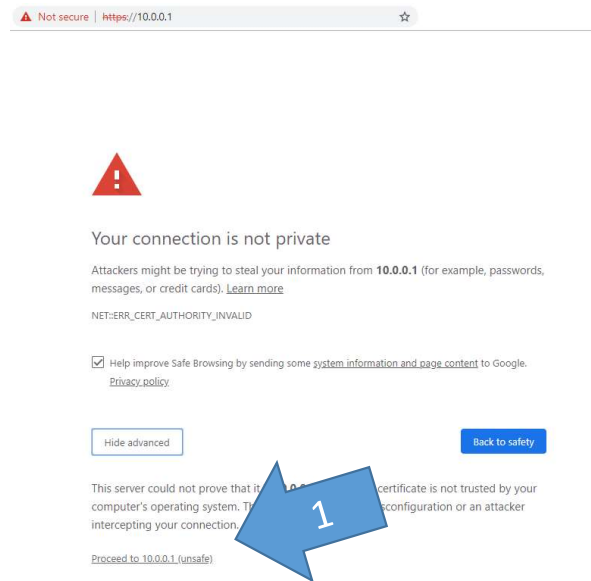 Not secure | https://10.0.0.1
Your connection is not private
Attackers might be trying to steal your information from 10.0.0.1 (for example, passwords,
messages, or credit cards). Learn more
NET::ERR_CERT_AUTHORITY_INVALID
Help improve Safe Browsing by sending some system information and page content to Google.
Privacy policy
Hide advanced
Back to safety
This server could not prove that it certificate is not trusted by your
computer's operating system. or an attacker
intercepting your connection.
1
Proceed to 10.0.0.1 (unsafe)